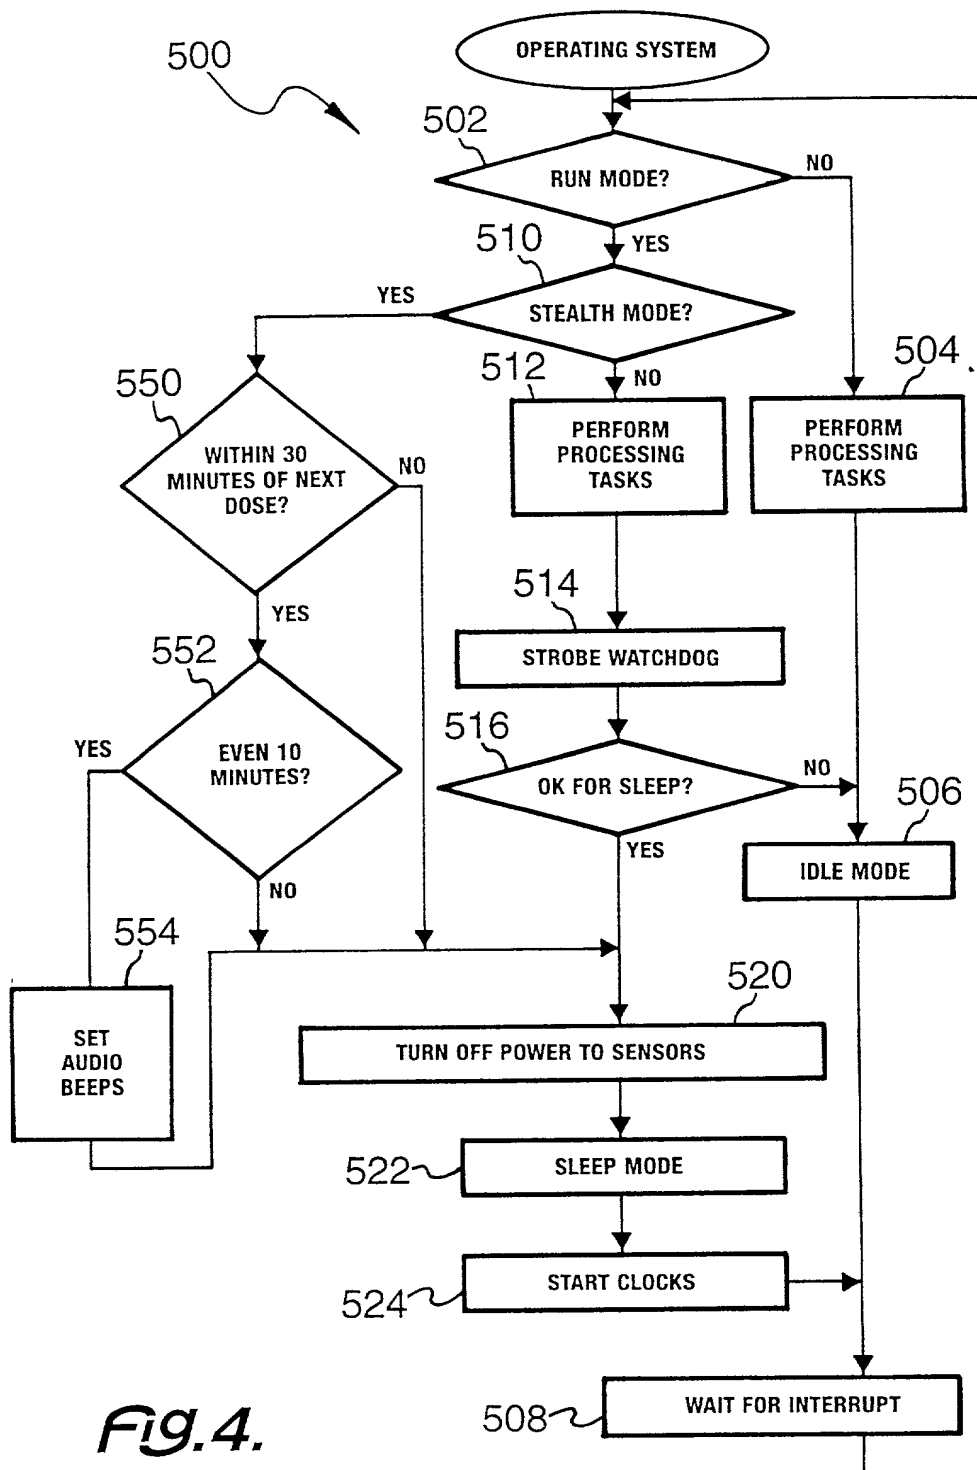 OPERATING SYSTEM
500
502
RUN MODE?
NO
YES
510
STEALTH MODE?
YES
NO
550
WITHIN 30
MINUTES OF NEXT
DOSE?
NO
YES
512
PERFORM
PROCESSING
TASKS
504
PERFORM
PROCESSING
TASKS
514
STROBE WATCHDOG
552
EVEN 10
MINUTES?
YES
NO
516
OK FOR SLEEP?
NO
YES
506
IDLE MODE
554
SET
AUDIO
BEEPS
520
TURN OFF POWER TO SENSORS
522
SLEEP MODE
524
START CLOCKS
508
WAIT FOR INTERRUPT
Fig.4.